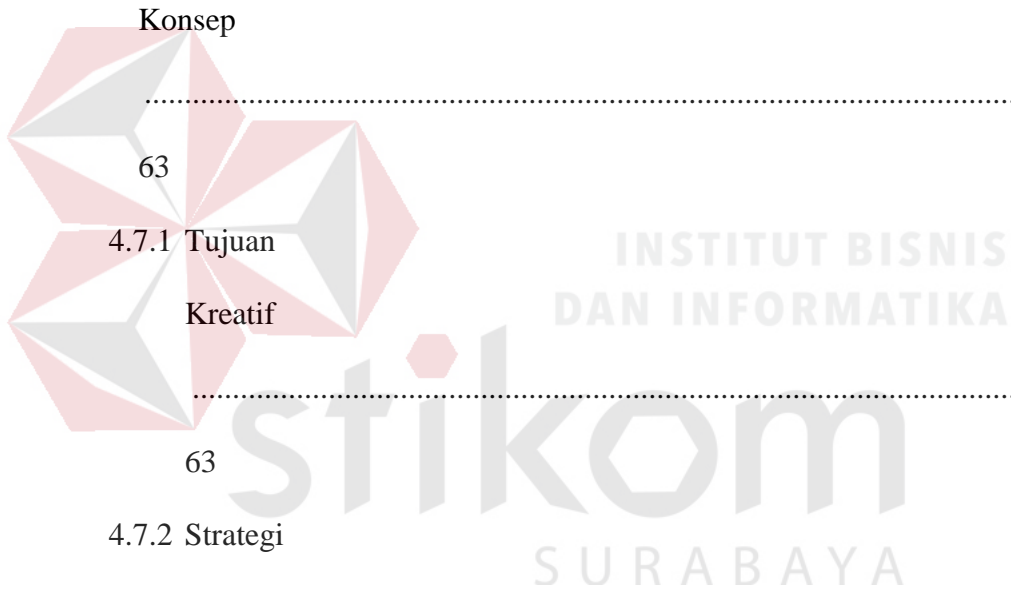 Konsep
........................................................................................................
63
4.7.1 Tujuan
Kreatif
..................................................................................................
63
4.7.2 Strategi
INSTITUT BISNIS
DAN INFORMATIKA
stikom
SURABAYA